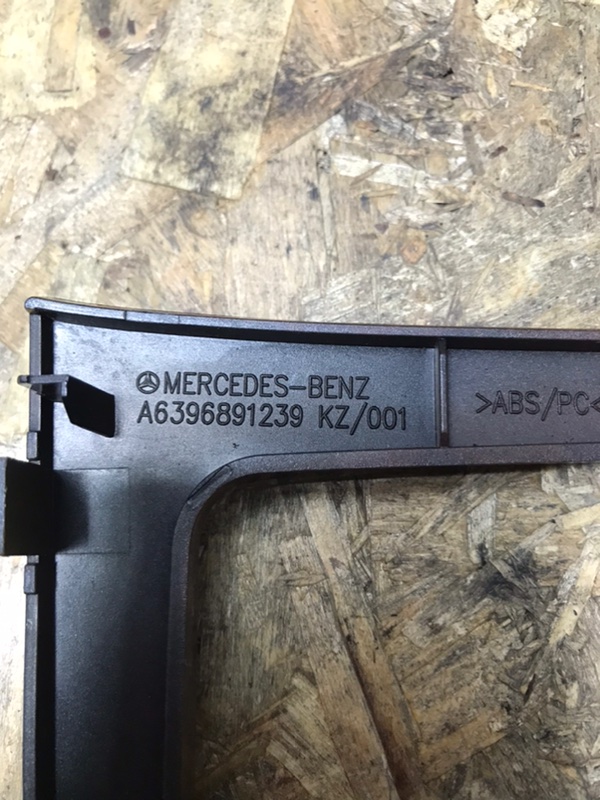 MERCEDES-BENZ
A6396891239 KZ/001
>ABS/PC<